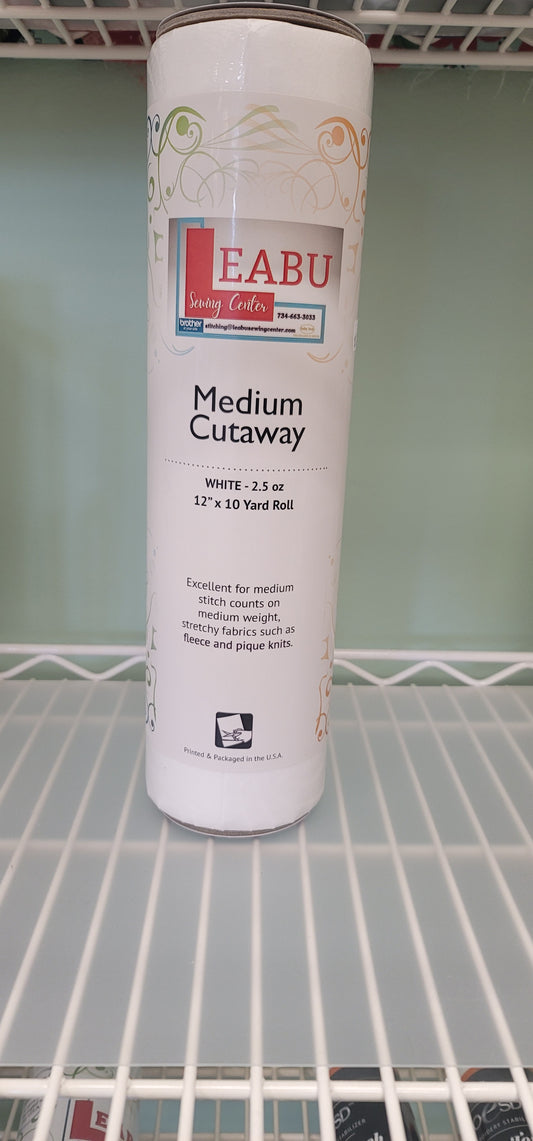 LEABU
Sewing Center
734-663-3033
brother
stitching@leabusewingcenter.com
Medium
Cutaway
WHITE - 2.5 oz
12" x 10 Yard Roll
Excellent for medium
stitch counts on
medium weight,
stretchy fabrics such as
fleece and pique knits.
Printed & Packaged in the U.S.A.